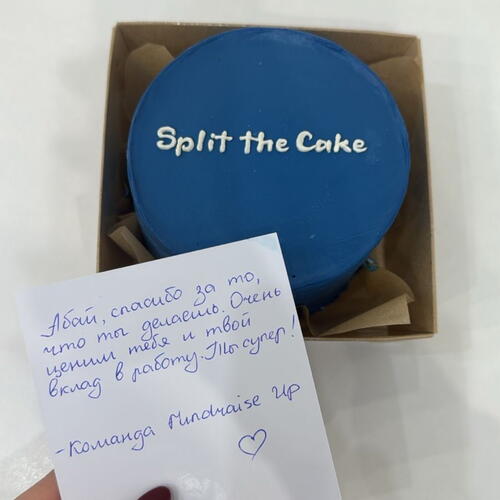 Split the Cake
Абай, спасибо за то,
что ты делаешь. Очень
ценим тебя и твой
вклад в работу. Ты супер!
-Команда Fundraise Up
♡